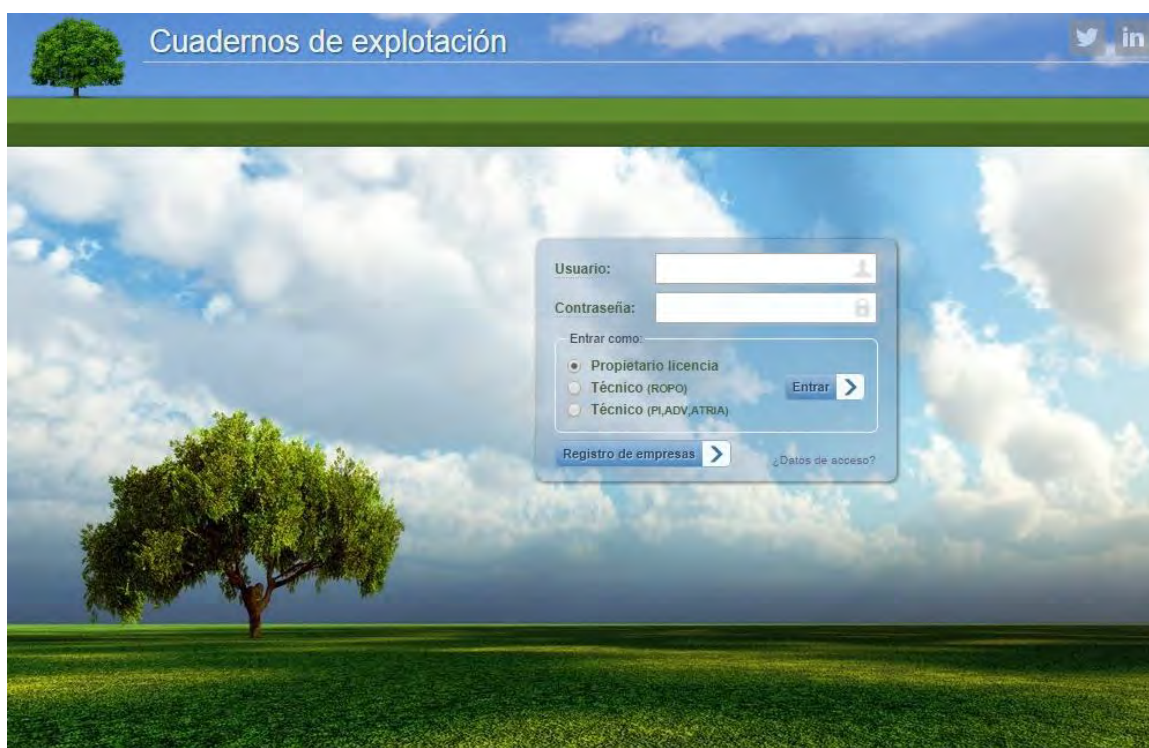 Cuadernos de explotación
in
Usuario:
Contraseña:
Entrar como:
Propietario licencia
Técnico (ROPO)
Entrar
Técnico (PI,ADV,ATRIA)
Registro de empresas
¿Datos de acceso?